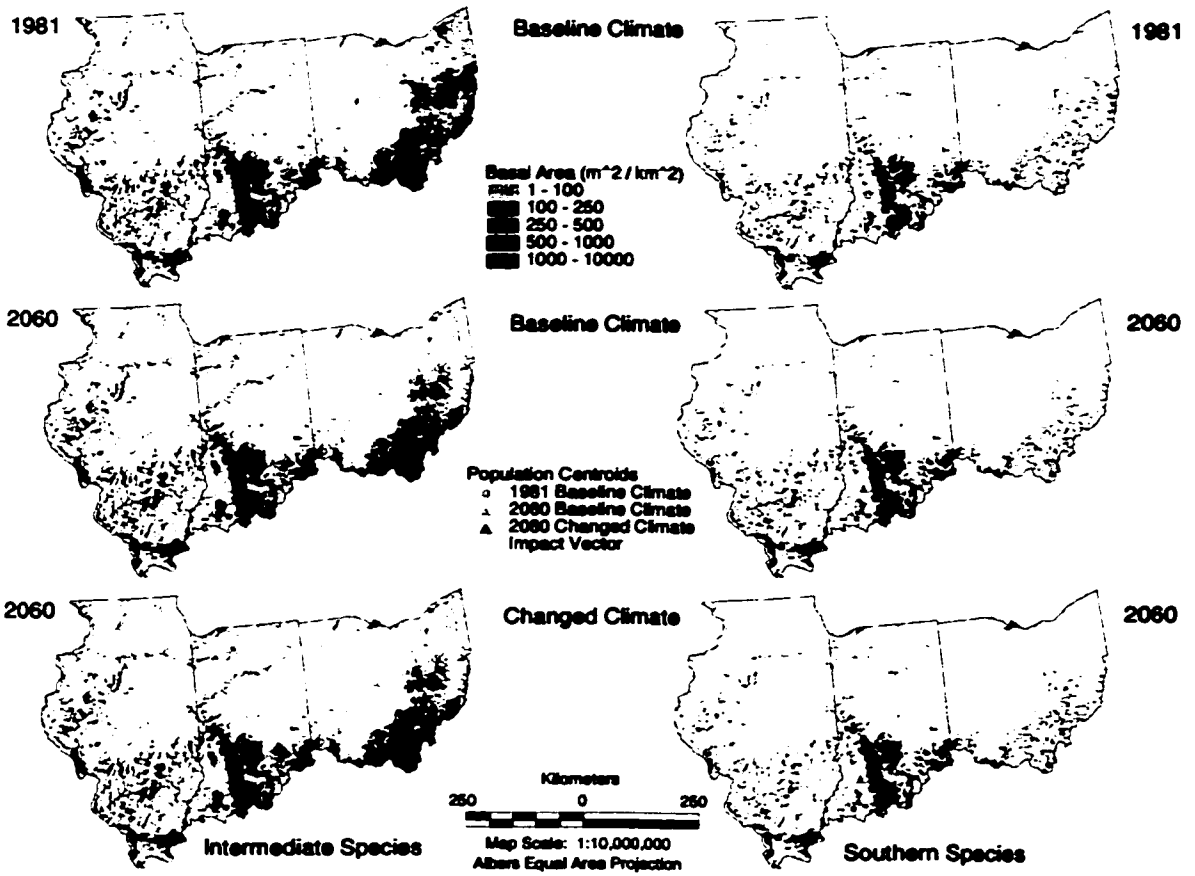 1981
Baseline Climate
1981
Basal Area (m^2 / km^2)
1 - 100
100 - 250
250 - 500
500 - 1000
1000 - 10000
2060
Baseline Climate
2060
Population Centroids
1981 Baseline Climate
2060 Baseline Climate
2060 Changed Climate
Impact Vector
2060
Changed Climate
2060
Kilometers
250 0 250
Map Scale: 1:10,000,000
Albers Equal Area Projection
Intermediate Species
Southern Species